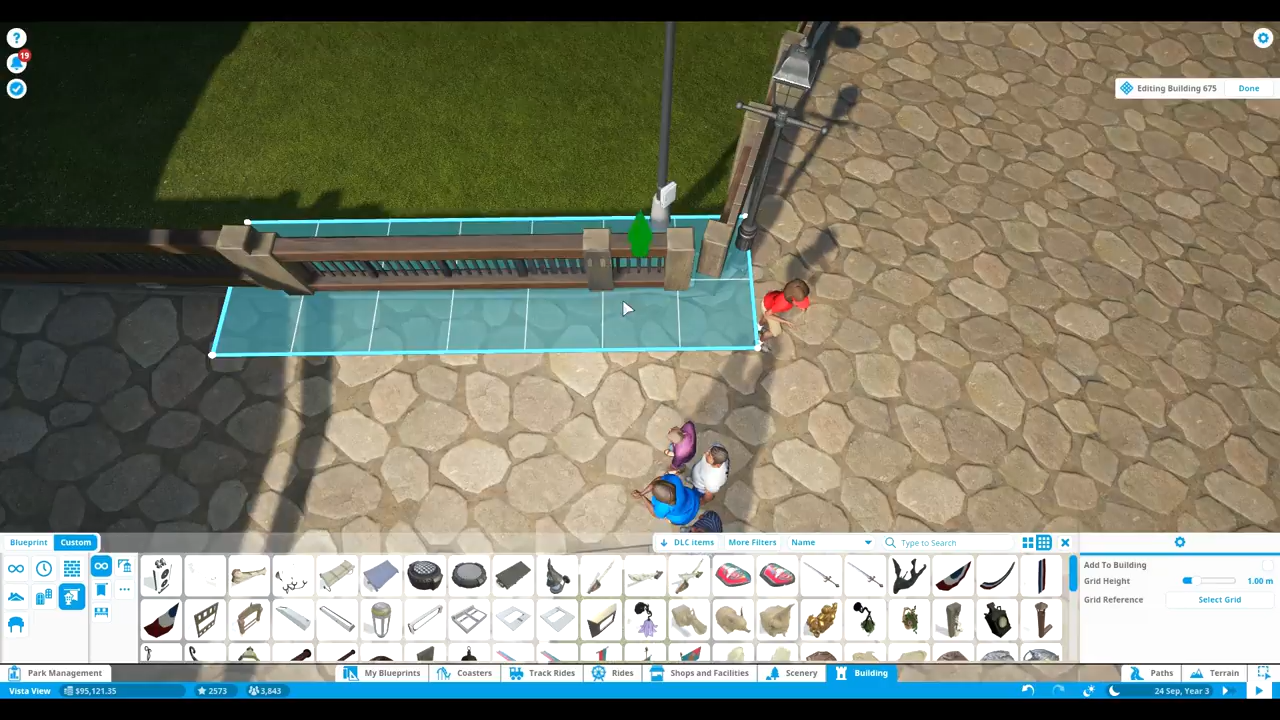 19
Editing Building 675 Done
Blueprint Custom
DLC items More Filters Name Type to Search
Add To Building
Grid Height 1.00 m
Grid Reference Select Grid
Park Management My Blueprints Coasters Track Rides Rides Shops and Facilities Scenery Building Paths Terrain
Vista View $95,121.35 2573 3,843 24 Sep, Year 3